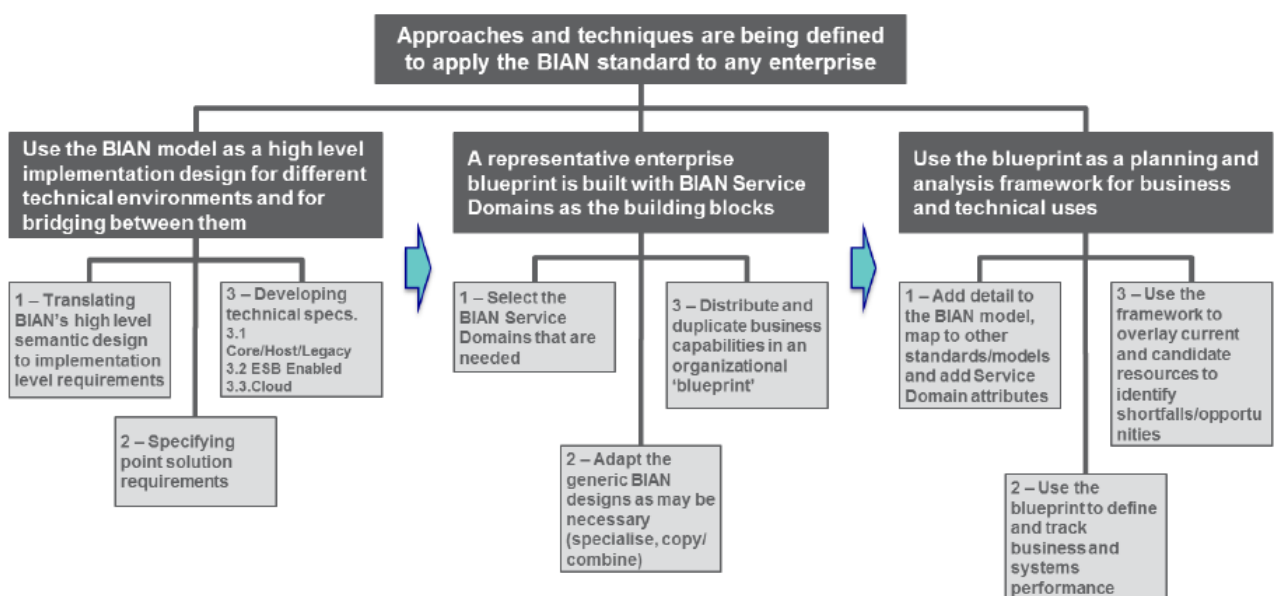 Approaches and techniques are being defined
to apply the BIAN standard to any enterprise
Use the BIAN model as a high level
implementation design for different
technical environments and for
bridging between them
1 – Translating
BIAN's high level
semantic design
to implementation
level requirements
2 – Specifying
point solution
requirements
3 – Developing
technical specs.
3.1
Core/Host/Legacy
3.2 ESB Enabled
3.3.Cloud
A representative enterprise
blueprint is built with BIAN Service
Domains as the building blocks
1 – Select the
BIAN Service
Domains that are
needed
2 – Adapt the
generic BIAN
designs as may be
necessary
(specialise, copy/
combine)
3 – Distribute and
duplicate business
capabilities in an
organizational
'blueprint'
Use the blueprint as a planning and
analysis framework for business
and technical uses
1 – Add detail to
the BIAN model,
map to other
standards/models
and add Service
Domain attributes
2 – Use the
blueprint to define
and track
business and
systems
performance
3 – Use the
framework to
overlay current
and candidate
resources to
identify
shortfalls/opportu
nities